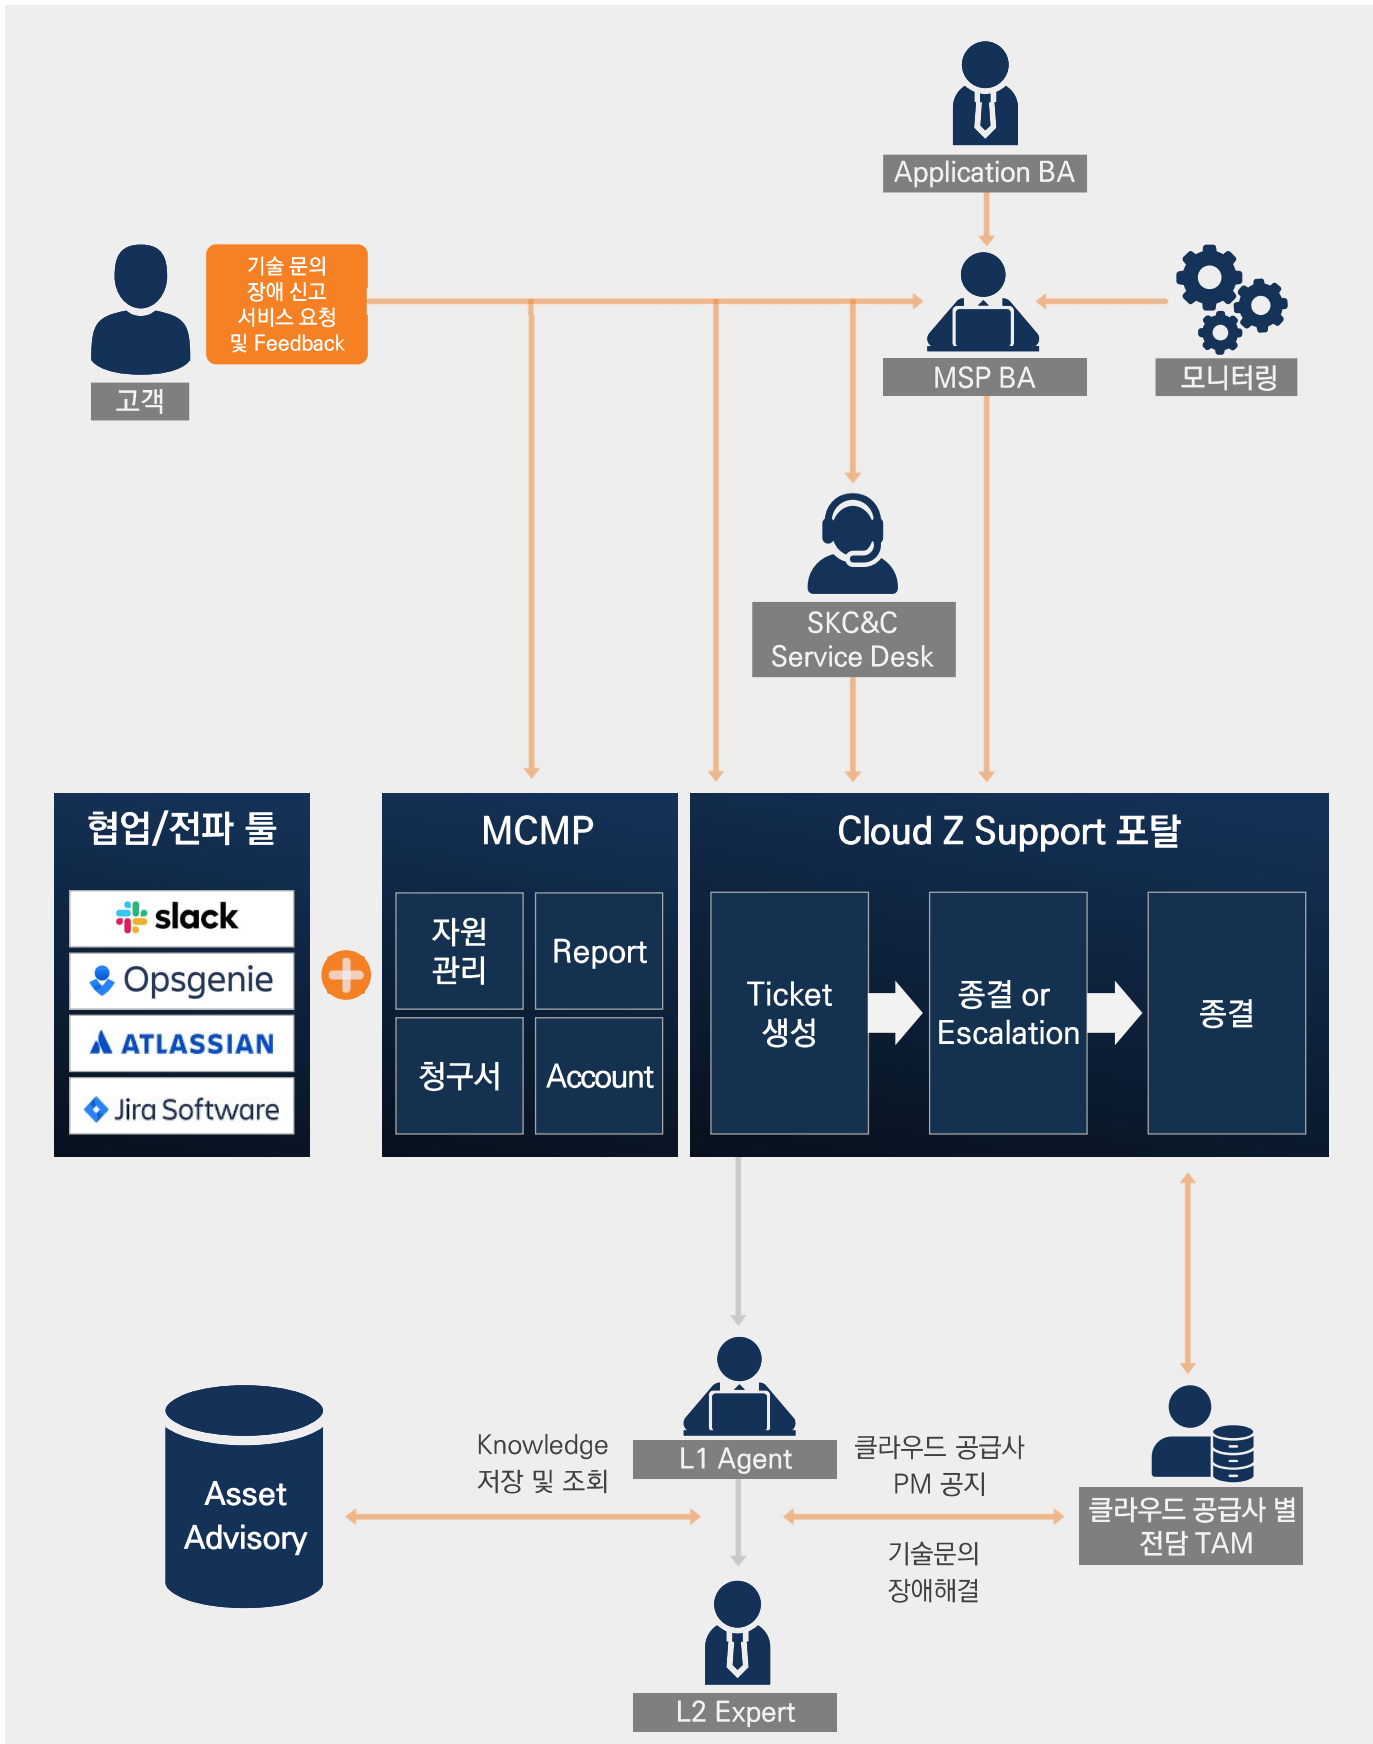 Application BA
기술 문의
장애 신고
서비스 요청
및 Feedback
고객
MSP BA
모니터링
SKC&C
Service Desk
협업/전파 툴
slack
Opsgenie
ATLASSIAN
Jira Software
MCMP
자원
관리
Report
청구서
Account
Cloud Z Support 포탈
Ticket
생성
종결 or
Escalation
종결
Asset
Advisory
Knowledge
저장 및 조회
L1 Agent
클라우드 공급사
PM 공지
기술문의
장애해결
클라우드 공급사 별
전담 TAM
L2 Expert